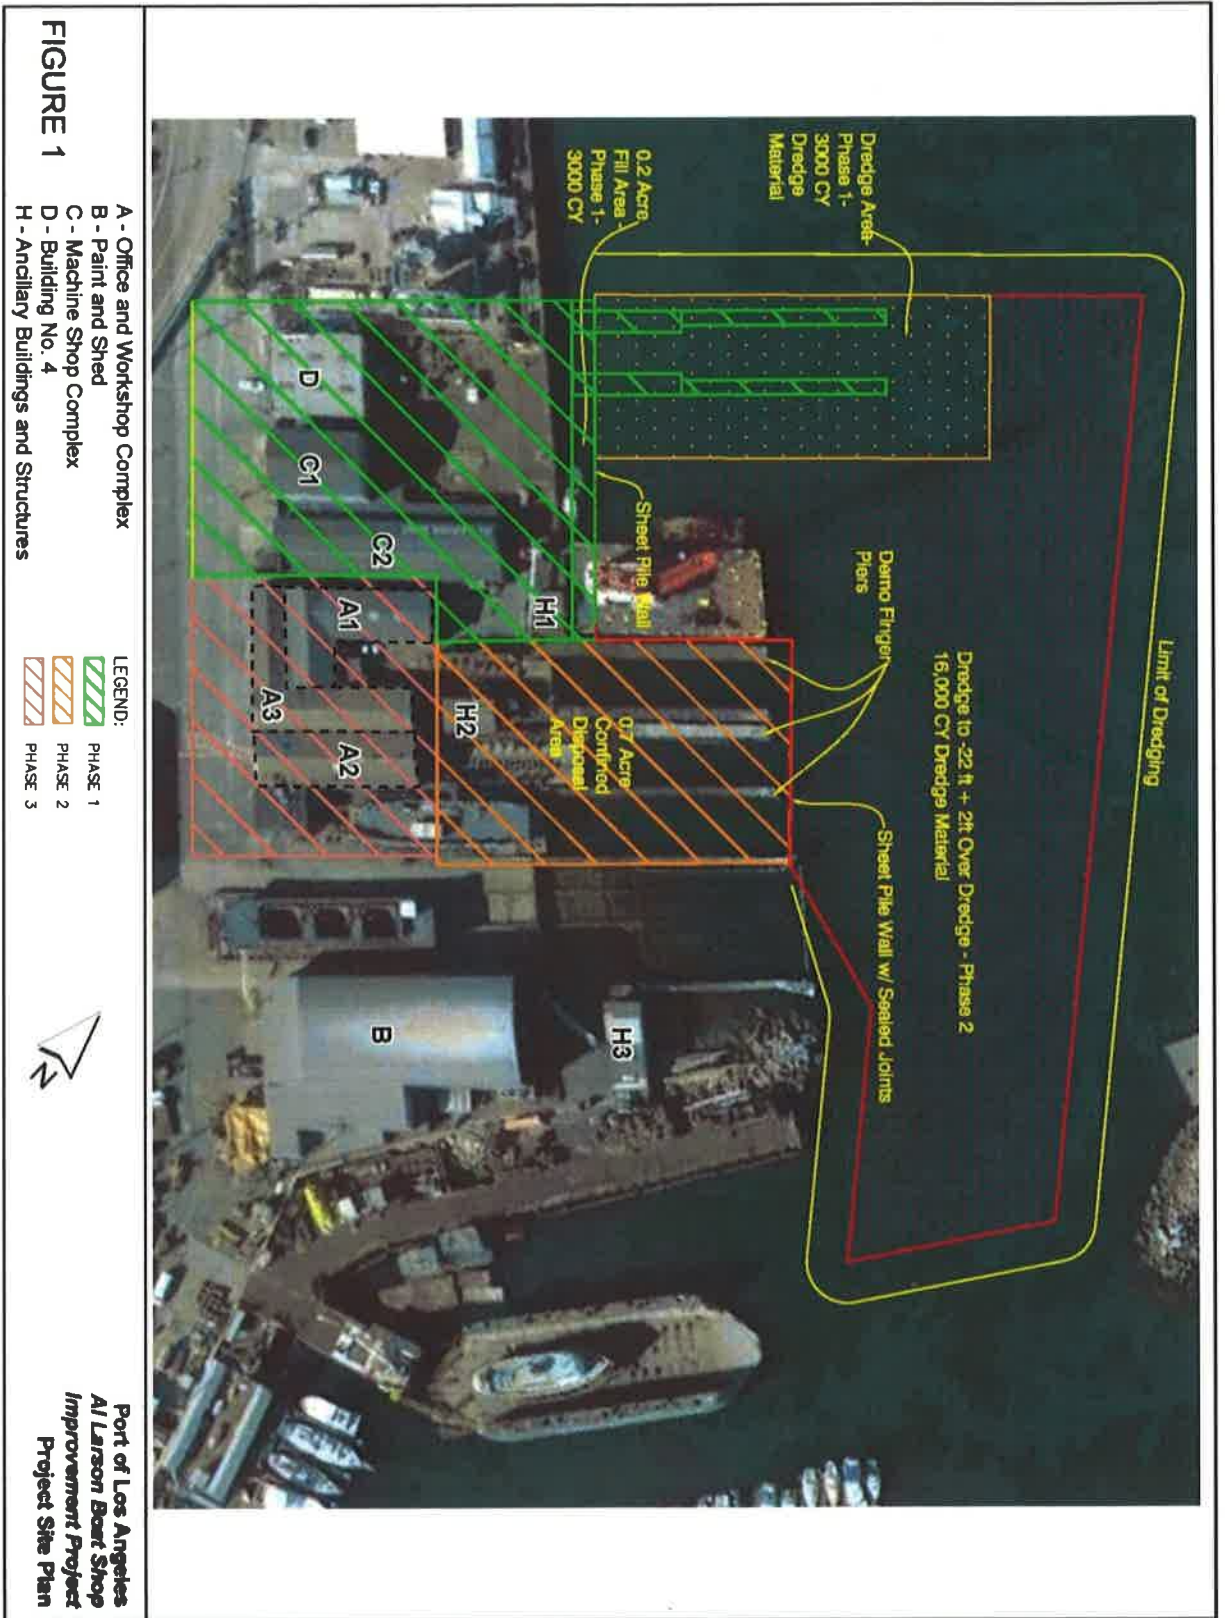 Dredge Area-
Phase 1-
3000 CY
Dredge
Material
0.2 Acre
Fill Area -
Phase 1-
3000 CY
Limit of Dredging
Dredge to -22 ft + 2ft Over Dredge - Phase 2
16,000 CY Dredge Material
Demo Finger
Piers
Sheet Pile Wall
Sheet Pile Wall w/ Sealed Joints
0.7 Acre
Confined
Disposal
Area
D
C1
C2
H1
A1
A3
A2
H2
B
H3
FIGURE 1
A - Office and Workshop Complex
B - Paint and Shed
C - Machine Shop Complex
D - Building No. 4
H - Ancillary Buildings and Structures
LEGEND:
PHASE 1
PHASE 2
PHASE 3
N
Port of Los Angeles
Al Larson Boat Shop
Improvement Project
Project Site Plan